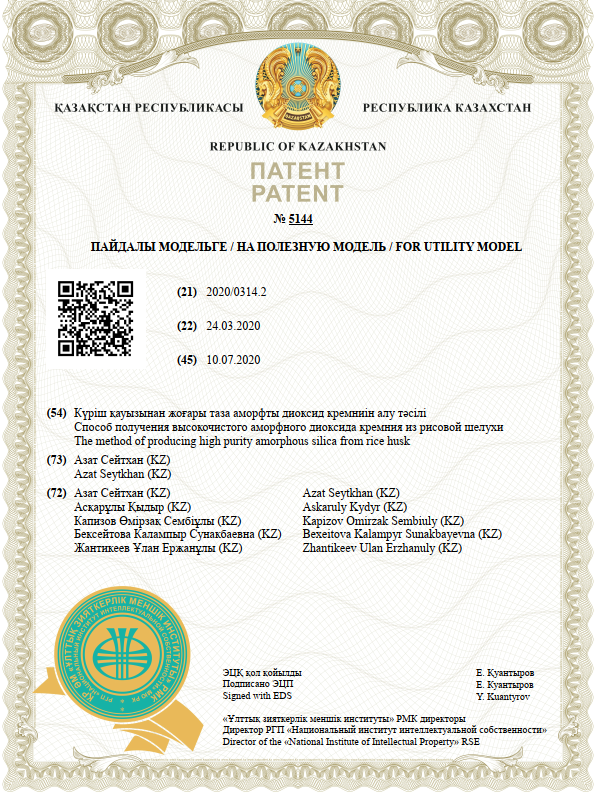 ҚАЗАҚСТАН РЕСПУБЛИКАСЫ
РЕСПУБЛИКА КАЗАХСТАН
QAZAQSTAN
REPUBLIC OF KAZAKHSTAN
ПАТЕНТ
PATENT
№ 5144
ПАЙДАЛЫ МОДЕЛЬГЕ / НА ПОЛЕЗНУЮ МОДЕЛЬ / FOR UTILITY MODEL
(21) 2020/0314.2
(22) 24.03.2020
(45) 10.07.2020
(54) Күріш қауызынан жоғары таза аморфты диоксид кремниін алу тәсілі
Способ получения высокочистого аморфного диоксида кремния из рисовой шелухи
The method of producing high purity amorphous silica from rice husk
(73) Азат Сейтхан (KZ)
Azat Seytkhan (KZ)
(72) Азат Сейтхан (KZ) Azat Seytkhan (KZ)
Асқарұлы Қыдыр (KZ) Askaruly Kydyr (KZ)
Капизов Өмірзақ Сембіұлы (KZ) Kapizov Omirzak Sembiuly (KZ)
Бексейтова Калампыр Сунакбаевна (KZ) Bexeitova Kalampyr Sunakbayevna (KZ)
Жантикеев Ұлан Ержанұлы (KZ) Zhantikeev Ulan Erzhanuly (KZ)
ҚР ӘМ «ҰЛТТЫҚ ЗИЯТКЕРЛІК МЕНШІК ИНСТИТУТЫ» РМК
ЭЦҚ қол қойылды Е. Куантыров
Подписано ЭЦП Е. Куантыров
Signed with EDS Y. Kuantyrov
«Ұлттық зияткерлік меншік институты» РМК директоры
Директор РГП «Национальный институт интеллектуальной собственности»
Director of the «National Institute of Intellectual Property» RSE